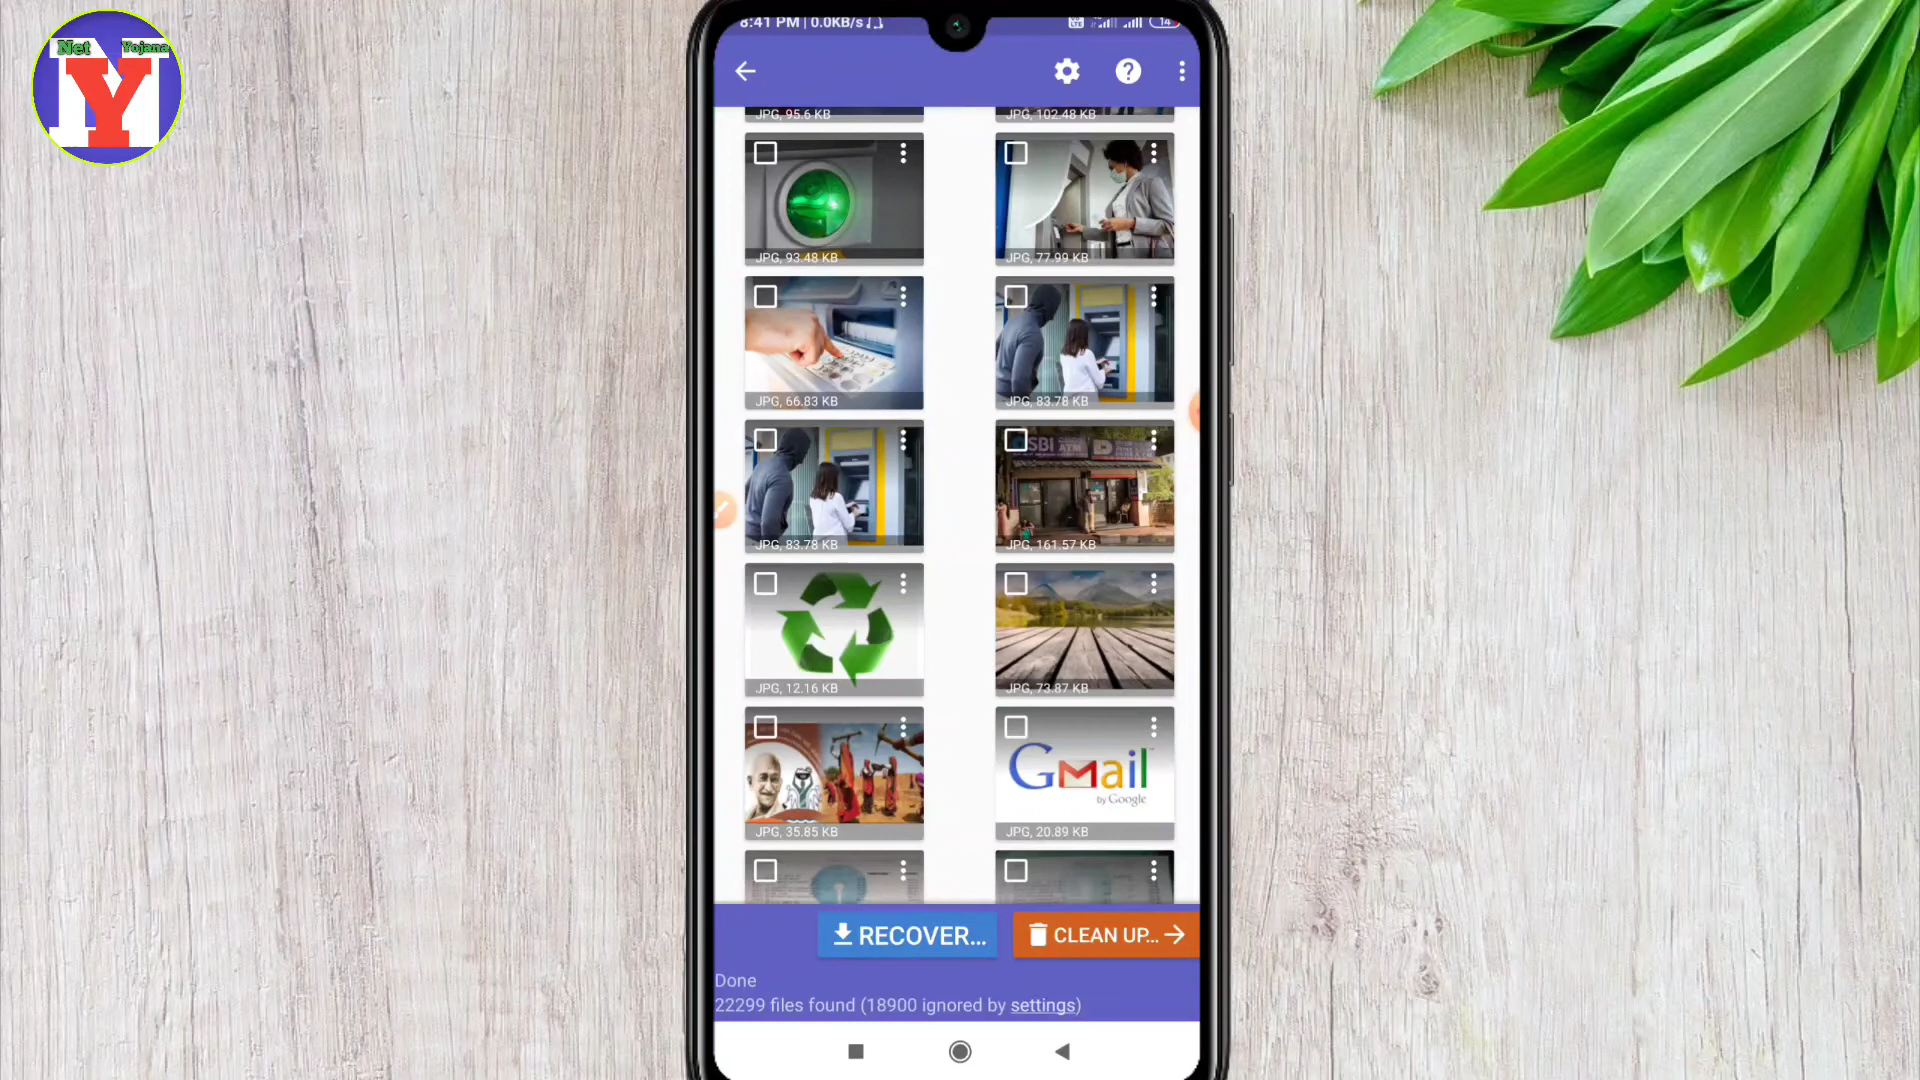 Net Yojana
NY
8:41 PM | 0.0KB/s
14
JPG, 95.6 KB
JPG, 102.48 KB
JPG, 93.48 KB
JPG, 77.99 KB
JPG, 66.83 KB
JPG, 83.78 KB
SBI ATM
JPG, 83.78 KB
JPG, 161.57 KB
JPG, 12.16 KB
JPG, 73.87 KB
Gmail
by Google
JPG, 35.85 KB
JPG, 20.89 KB
RECOVER...
CLEAN UP...
Done
22299 files found (18900 ignored by settings)